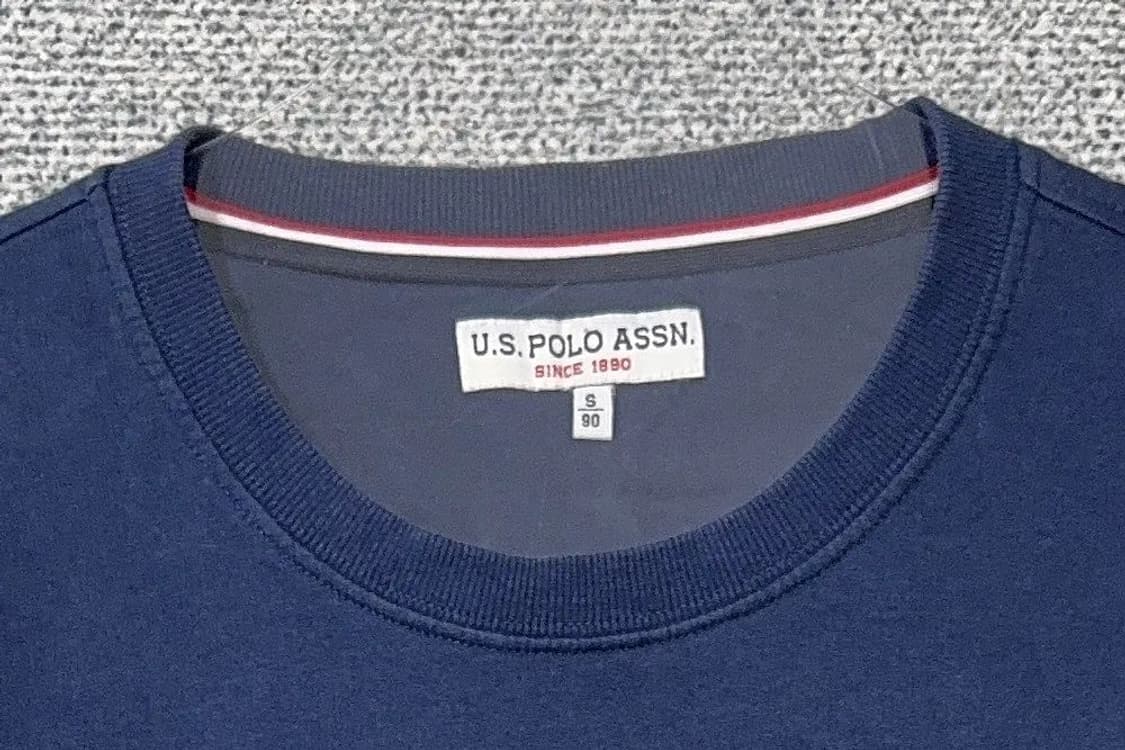 U.S. POLO ASSN.
SINCE 1890
S
90